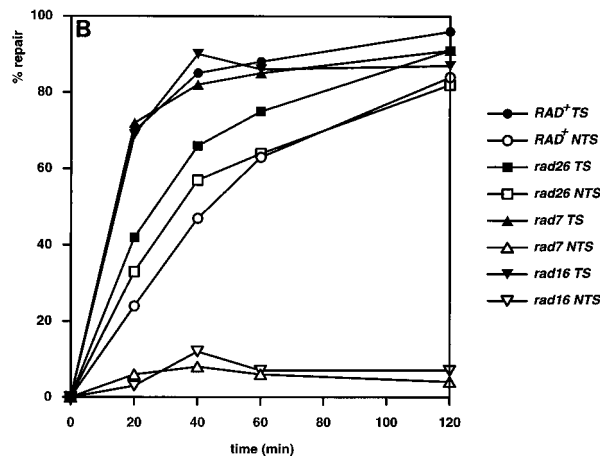 B
% repair
100
80
60
40
20
0
0 20 40 60 80 100 120
time (min)
RAD+ TS
RAD+ NTS
rad26 TS
rad26 NTS
rad7 TS
rad7 NTS
rad16 TS
rad16 NTS